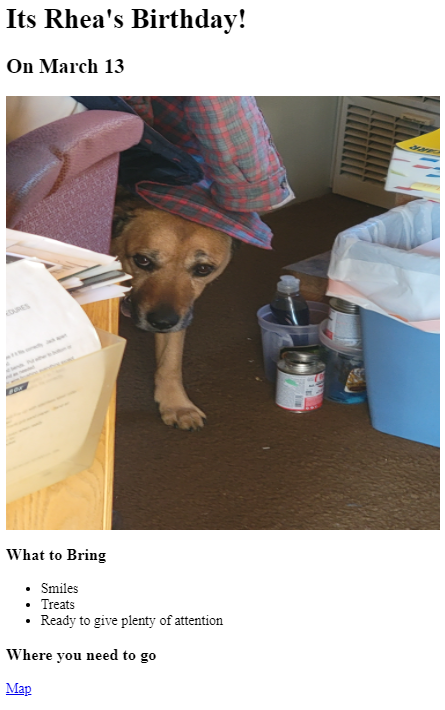 Its Rhea's Birthday!
On March 13
What to Bring
Smiles
Treats
Ready to give plenty of attention
Where you need to go
Map